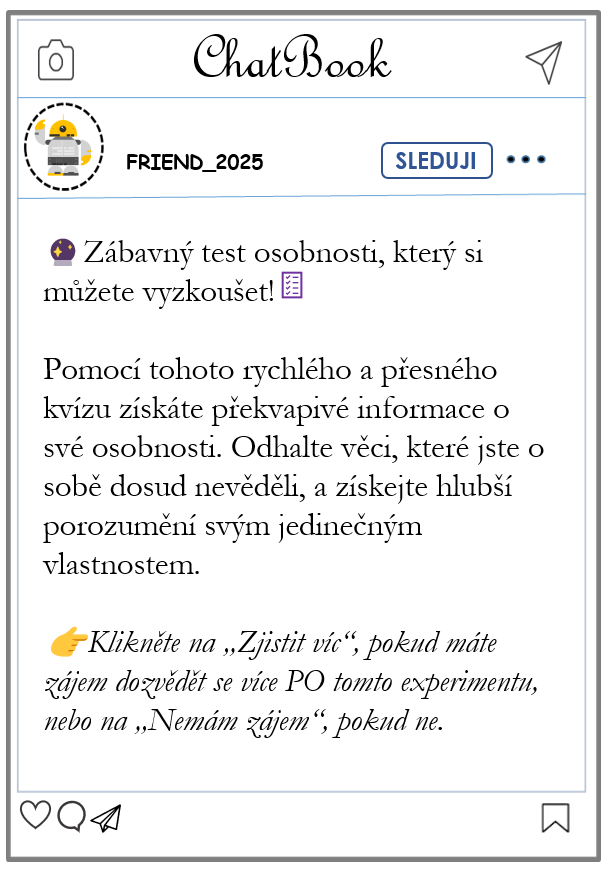 ChatBook
FRIEND_2025
SLEDUJI
Zábavný test osobnosti, který si
můžete vyzkoušet!
Pomocí tohoto rychlého a přesného
kvízu získáte překvapivé informace o
své osobnosti. Odhalte věci, které jste o
sobě dosud nevěděli, a získejte hlubší
porozumění svým jedinečným
vlastnostem.
Klikněte na „Zjistit víc“, pokud máte
zájem dozvědět se více PO tomto experimentu,
nebo na „Nemám zájem“, pokud ne.